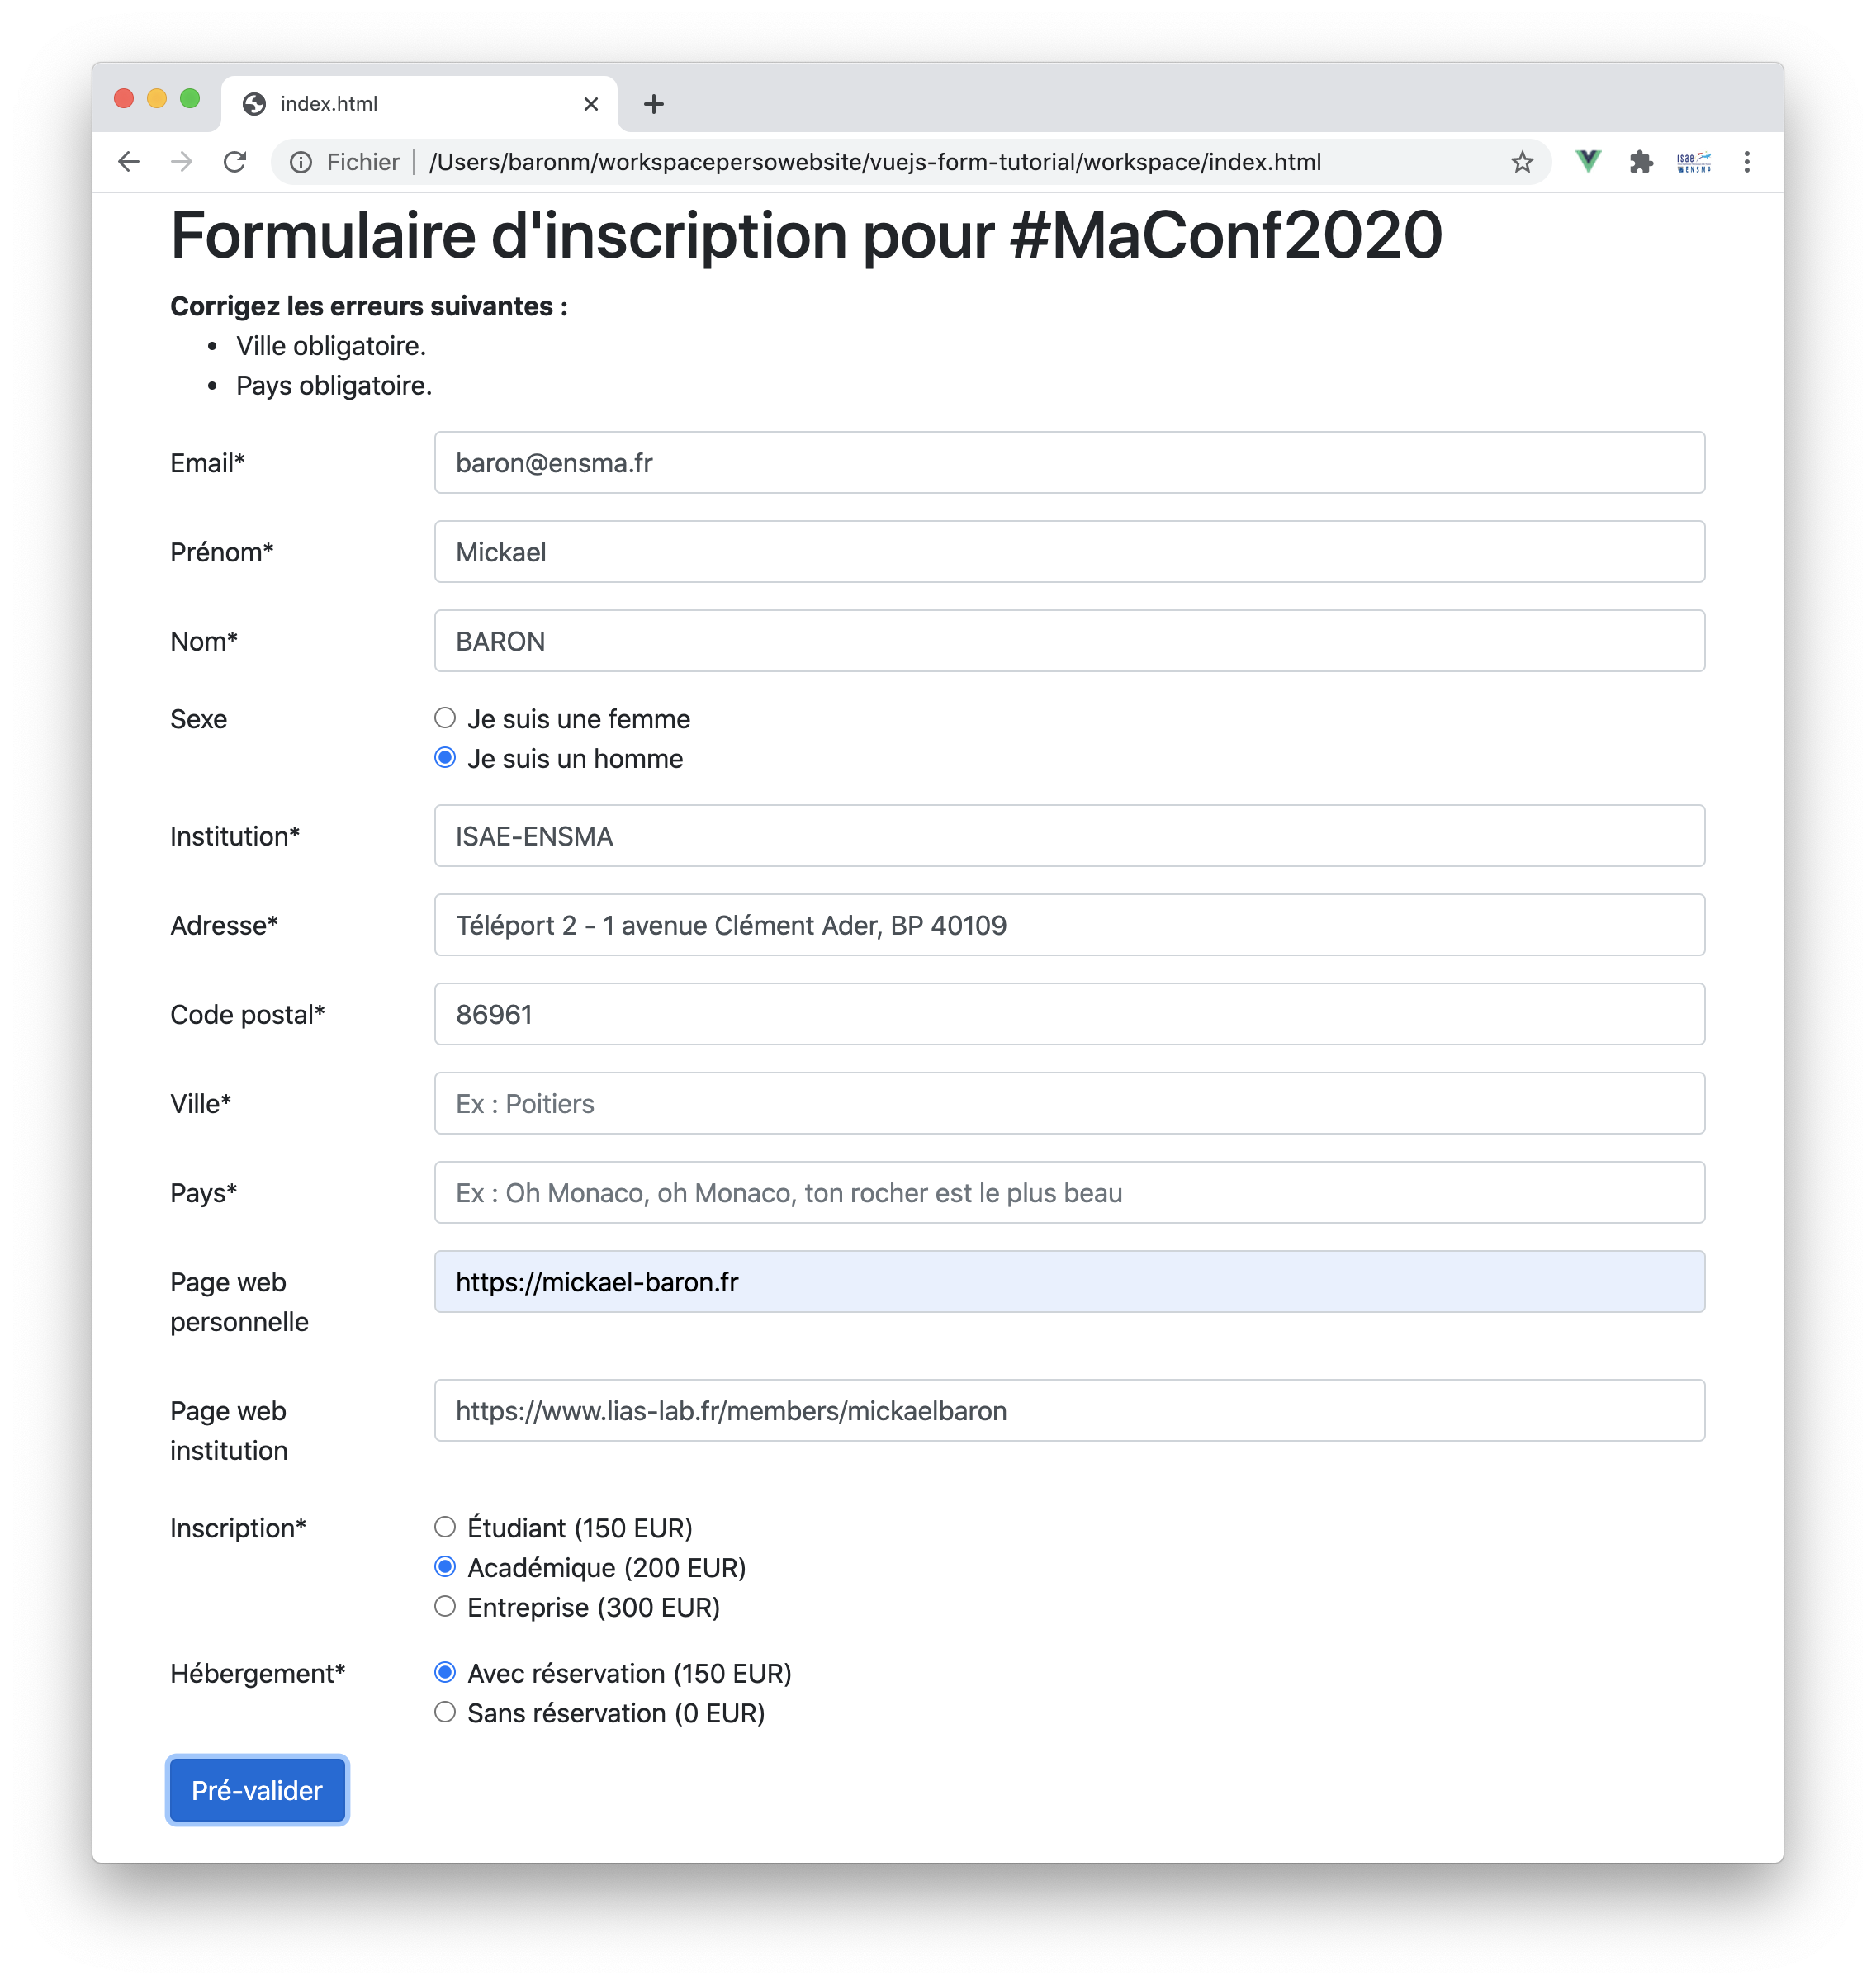 index.html
Fichier | /Users/baronm/workspacepersowebsite/vuejs-form-tutorial/workspace/index.html
isae
ENSMA
Formulaire d'inscription pour #MaConf2020
Corrigez les erreurs suivantes :
• Ville obligatoire.
• Pays obligatoire.
Email* baron@ensma.fr
Prénom* Mickael
Nom* BARON
Sexe Je suis une femme
Je suis un homme
Institution* ISAE-ENSMA
Adresse* Téléport 2 - 1 avenue Clément Ader, BP 40109
Code postal* 86961
Ville* Ex : Poitiers
Pays* Ex : Oh Monaco, oh Monaco, ton rocher est le plus beau
Page web https://mickael-baron.fr
personnelle
Page web https://www.lias-lab.fr/members/mickaelbaron
institution
Inscription* Étudiant (150 EUR)
Académique (200 EUR)
Entreprise (300 EUR)
Hébergement* Avec réservation (150 EUR)
Sans réservation (0 EUR)
Pré-valider